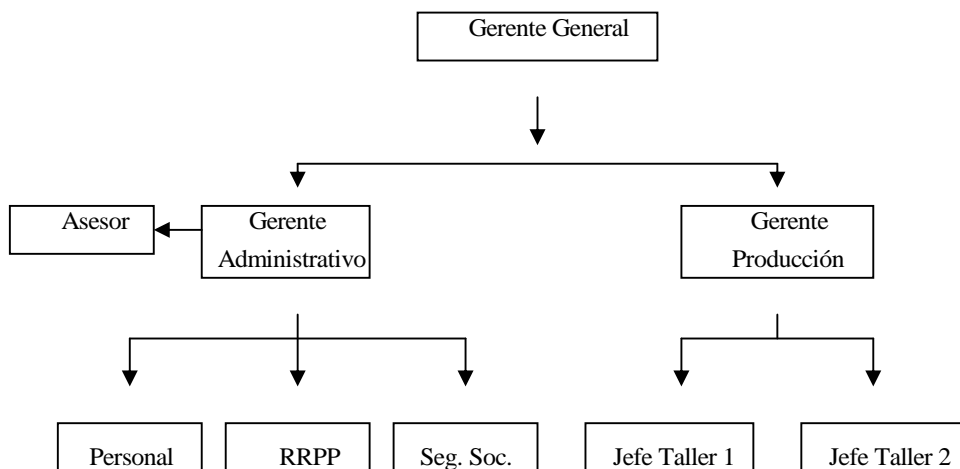 Gerente General
Asesor
Gerente
Administrativo
Gerente
Producción
Personal
RRPP
Seg. Soc.
Jefe Taller 1
Jefe Taller 2